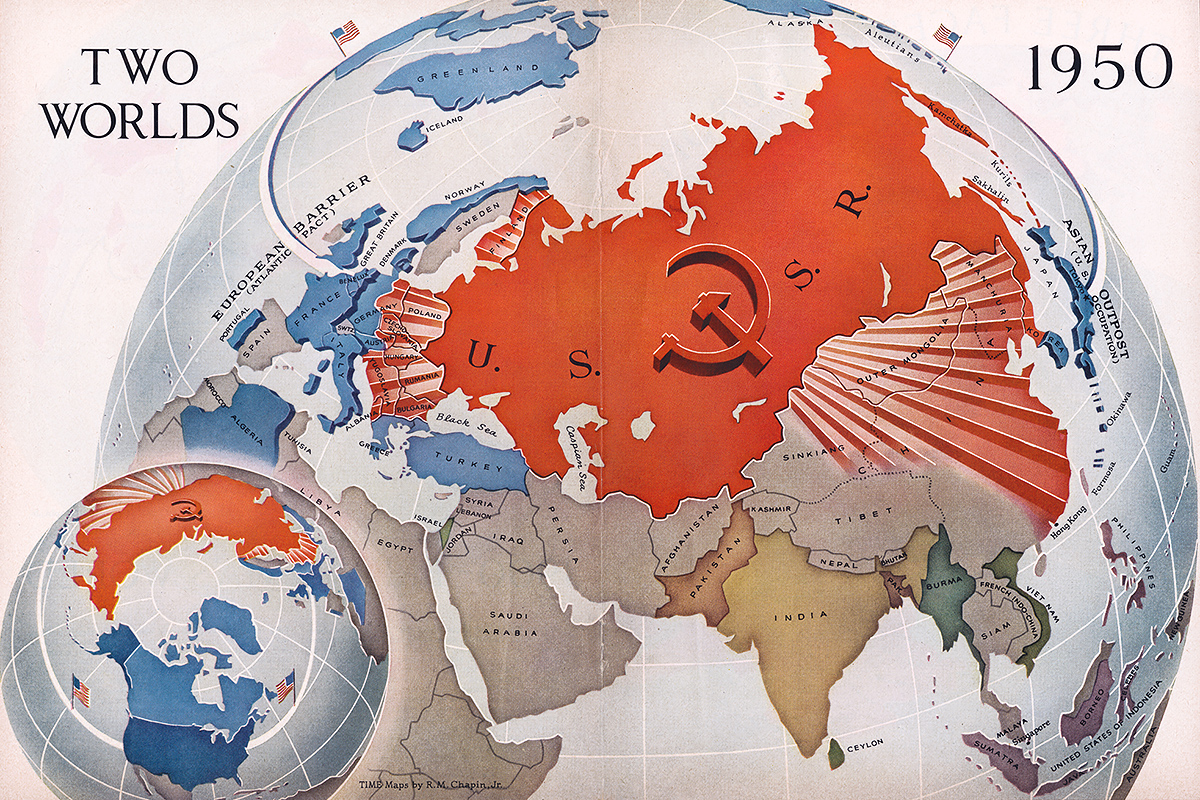 TWO
WORLDS
1950
ALASKA
Aleutians
GREENLAND
ICELAND
Kamchatka
Kurils
Sakhalin
EUROPEAN BARRIER
(ATLANTIC PACT)
NORWAY
SWEDEN
FINLAND
GREAT BRITAIN
DENMARK
BENELUX
FRANCE
GERMANY
POLAND
SWTZ
AUSTRIA
HUNGARY
ITALY
YUGOSLAVIA
RUMANIA
BULGARIA
ALBANIA
GREECE
PORTUGAL
SPAIN
MOROCCO
ALGERIA
TUNISIA
LIBYA
EGYPT
U. S. S. R.
Black Sea
Caspian Sea
TURKEY
SYRIA
LEBANON
ISRAEL
JORDAN
IRAQ
PERSIA
SAUDI
ARABIA
AFGHANISTAN
PAKISTAN
KASHMIR
SINKIANG
OUTER MONGOLIA
MANCHURIA
CHINA
TIBET
NEPAL
BHUTAN
PAK.
INDIA
CEYLON
BURMA
SIAM
FRENCH INDO-CHINA
VIET NAM
Hong Kong
ASIAN OUTPOST
(U. S. OCCUPATION)
JAPAN
TOKYO
KOREA
Okinawa
Formosa
Guam
PHILIPPINES
NEW GUINEA
MALAYA
Singapore
BORNEO
CELEBES
SUMATRA
JAVA
UNITED STATES OF INDONESIA
AUSTRALIA
TIME Maps by R. M. Chapin, Jr.